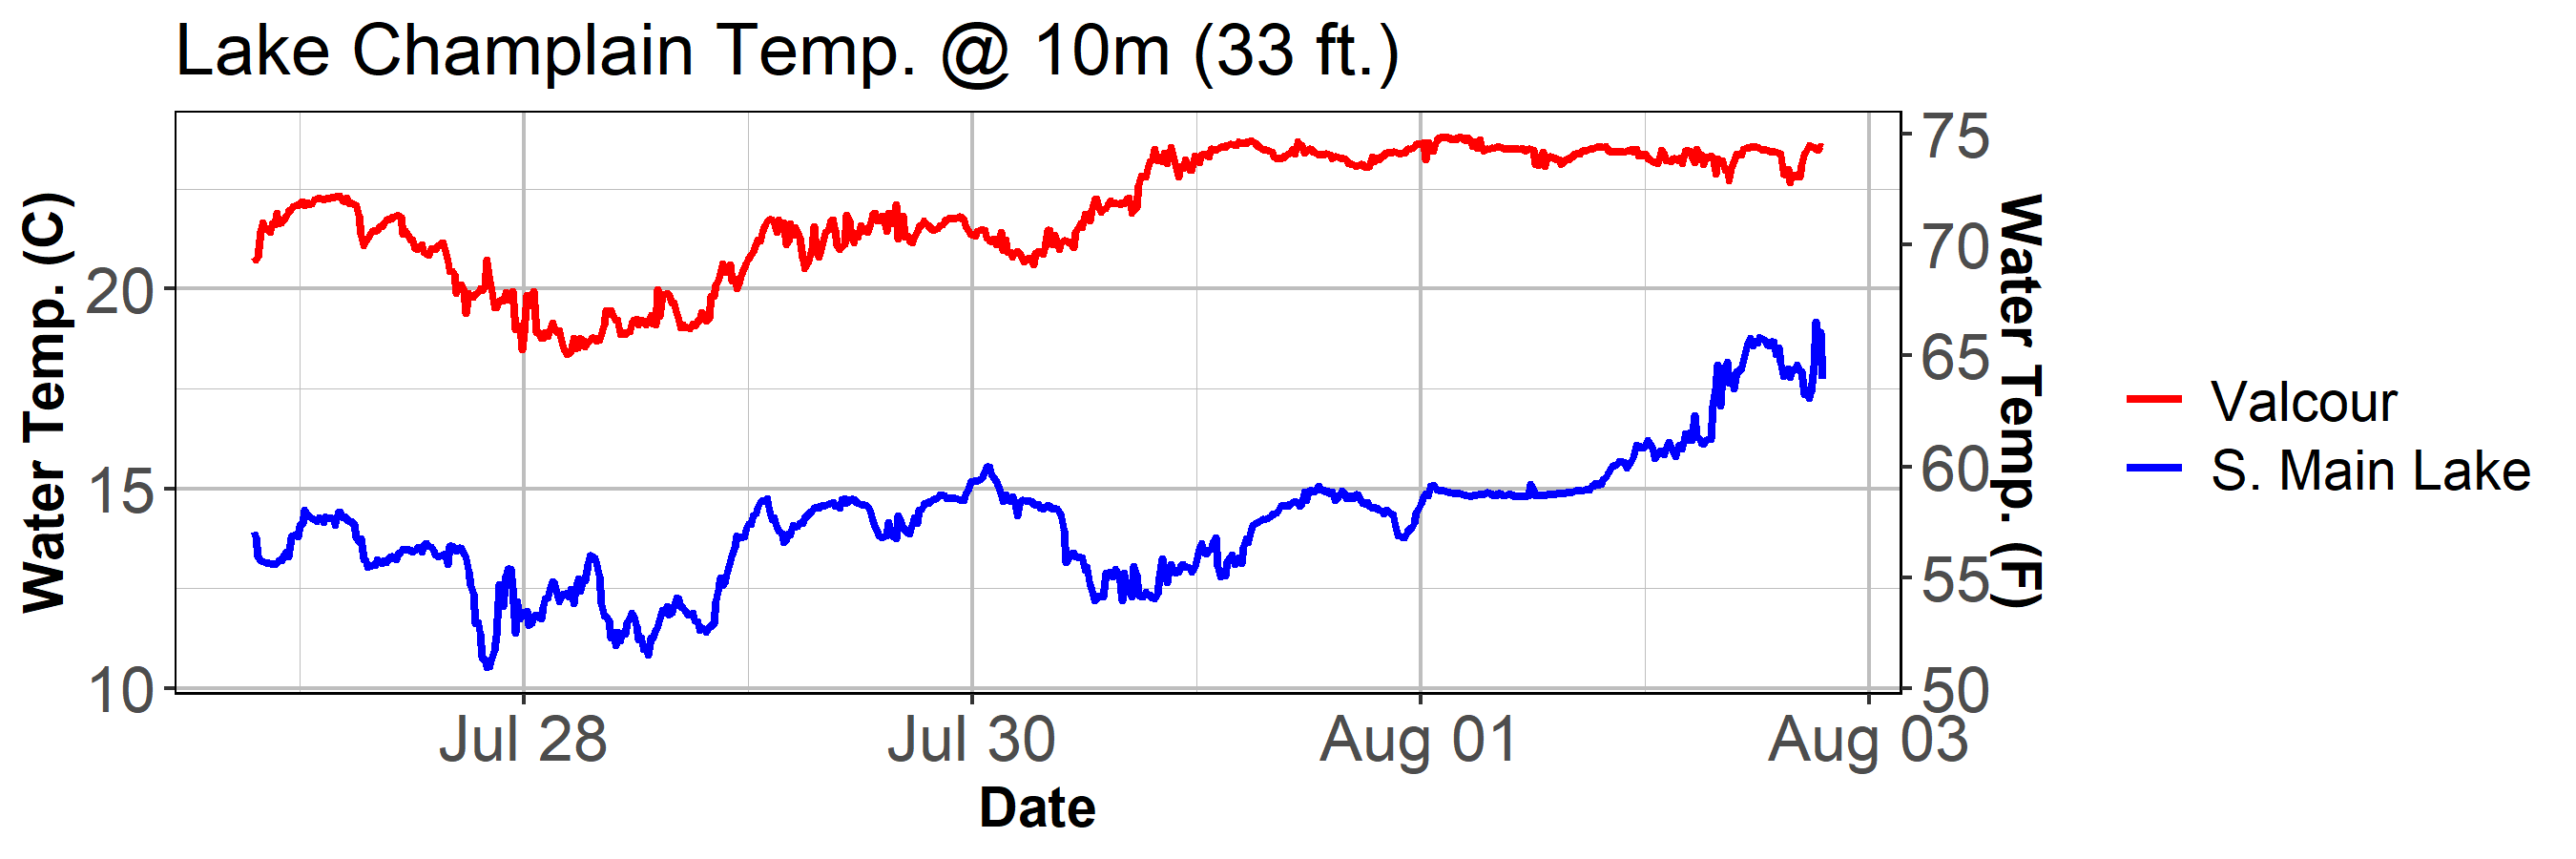 Lake Champlain Temp. @ 10m (33 ft.)
Water Temp. (C)
20
15
10
75
70
65
60
55
50
Water Temp. (F)
Jul 28
Jul 30
Aug 01
Aug 03
Date
Valcour
S. Main Lake